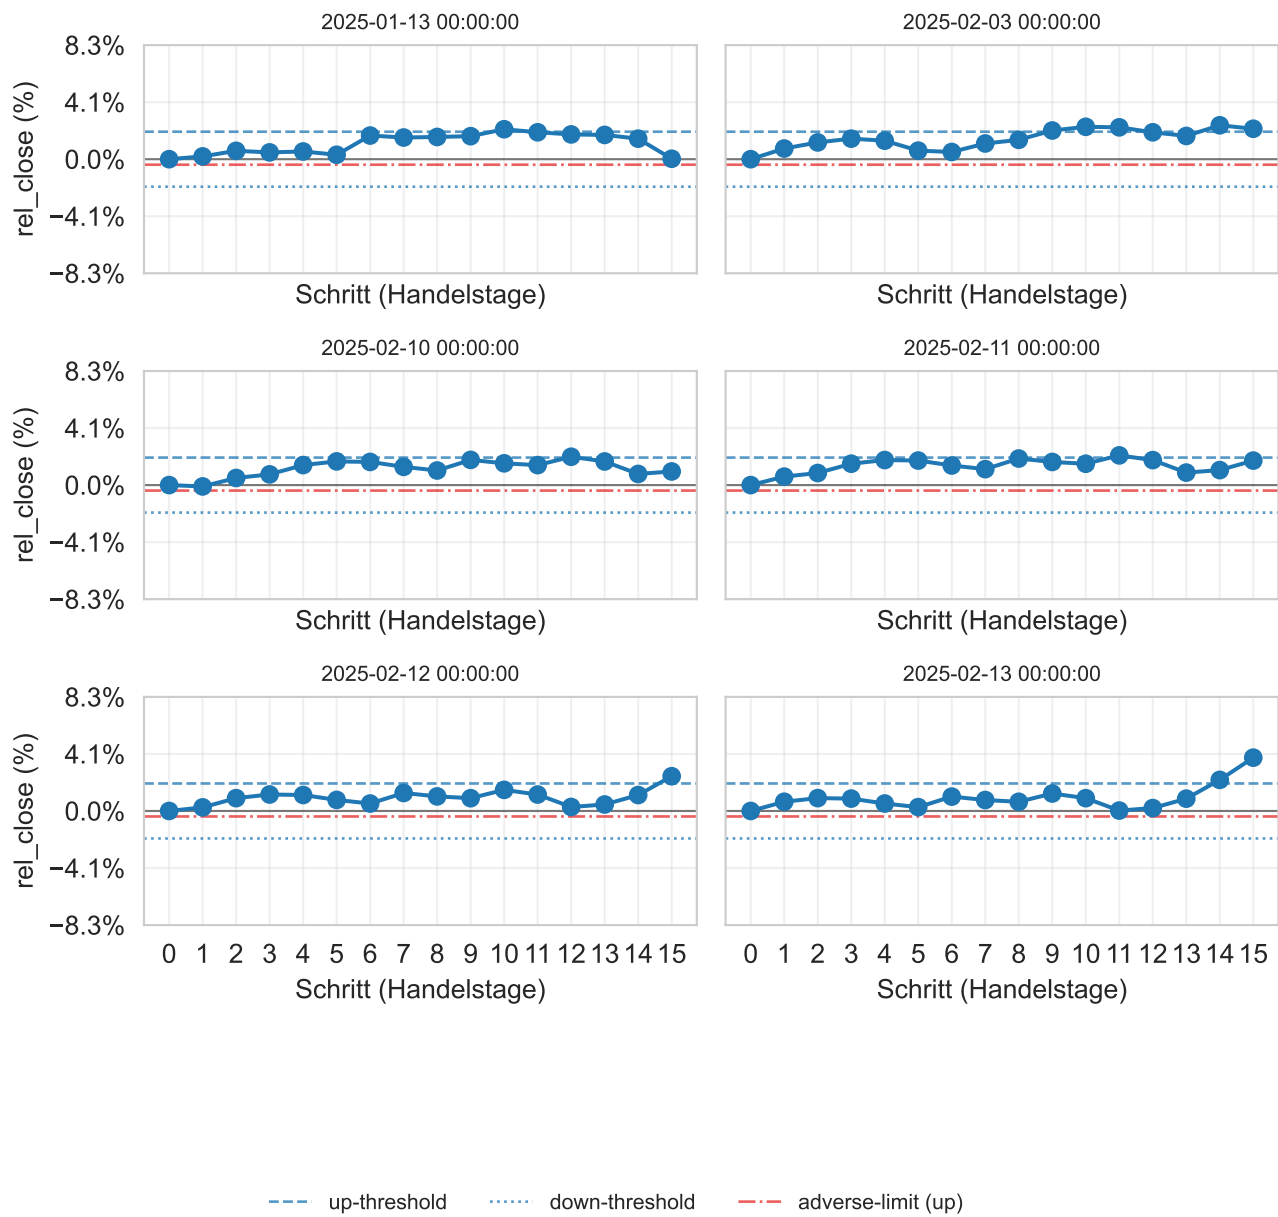 2025-01-13 00:00:00
2025-02-03 00:00:00
8.3%
4.1%
0.0%
−4.1%
−8.3%
rel_close (%)
Schritt (Handelstage)
Schritt (Handelstage)
2025-02-10 00:00:00
2025-02-11 00:00:00
8.3%
4.1%
0.0%
−4.1%
−8.3%
rel_close (%)
Schritt (Handelstage)
Schritt (Handelstage)
2025-02-12 00:00:00
2025-02-13 00:00:00
8.3%
4.1%
0.0%
−4.1%
−8.3%
rel_close (%)
0 1 2 3 4 5 6 7 8 9 10 11 12 13 14 15
0 1 2 3 4 5 6 7 8 9 10 11 12 13 14 15
Schritt (Handelstage)
Schritt (Handelstage)
up-threshold down-threshold adverse-limit (up)